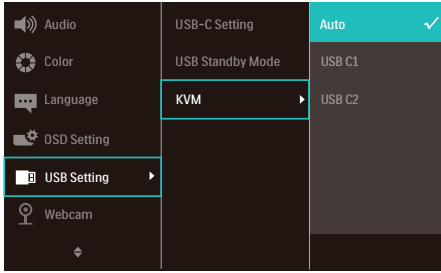 Audio
Color
Language
OSD Setting
USB Setting
Webcam
USB-C Setting
USB Standby Mode
KVM
Auto
USB C1
USB C2